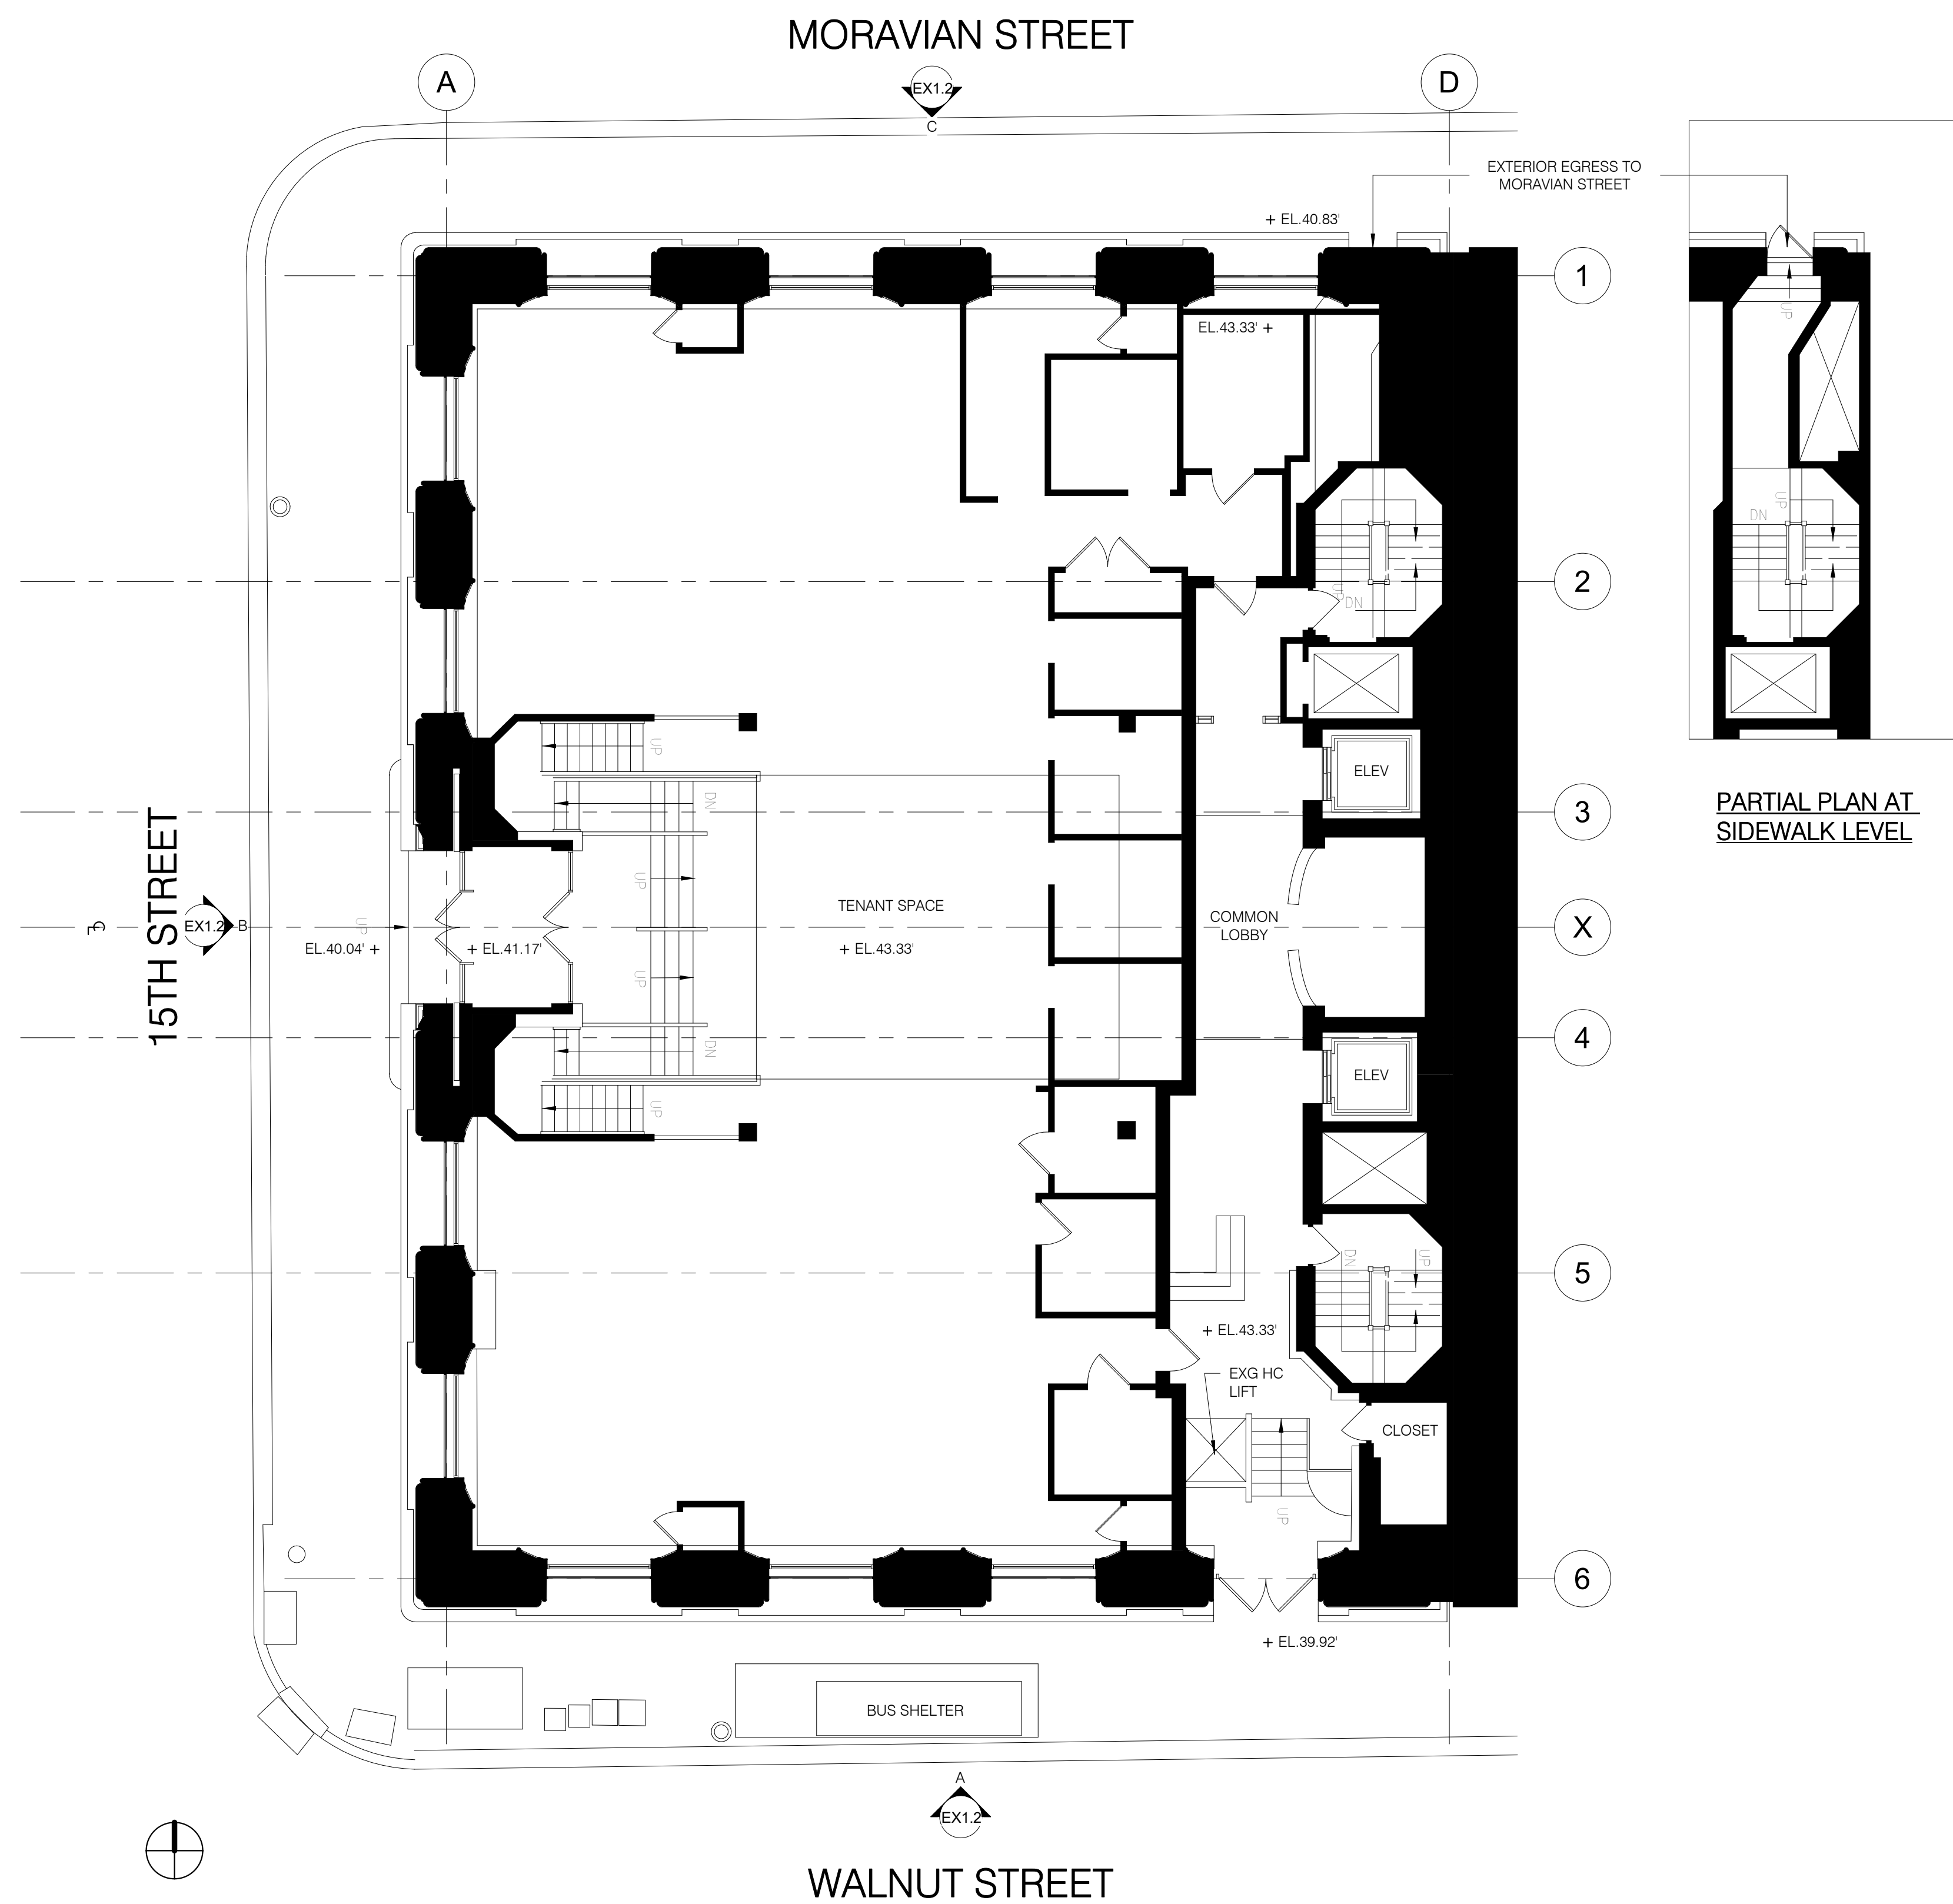 MORAVIAN STREET
A
D
EX1.2
C
EXTERIOR EGRESS TO
MORAVIAN STREET
+ EL.40.83'
1
EL.43.33' +
UP
UP
DN
2
UP
DN
UP
ELEV
DN
3
PARTIAL PLAN AT
SIDEWALK LEVEL
15TH STREET
UP
TENANT SPACE
COMMON
LOBBY
UP
EX1.2
B
X
EL.40.04' +
+ EL.41.17'
+ EL.43.33'
UP
DN
4
ELEV
UP
DN
UP
5
+ EL.43.33'
EXG HC
LIFT
CLOSET
UP
6
+ EL.39.92'
BUS SHELTER
A
EX1.2
WALNUT STREET